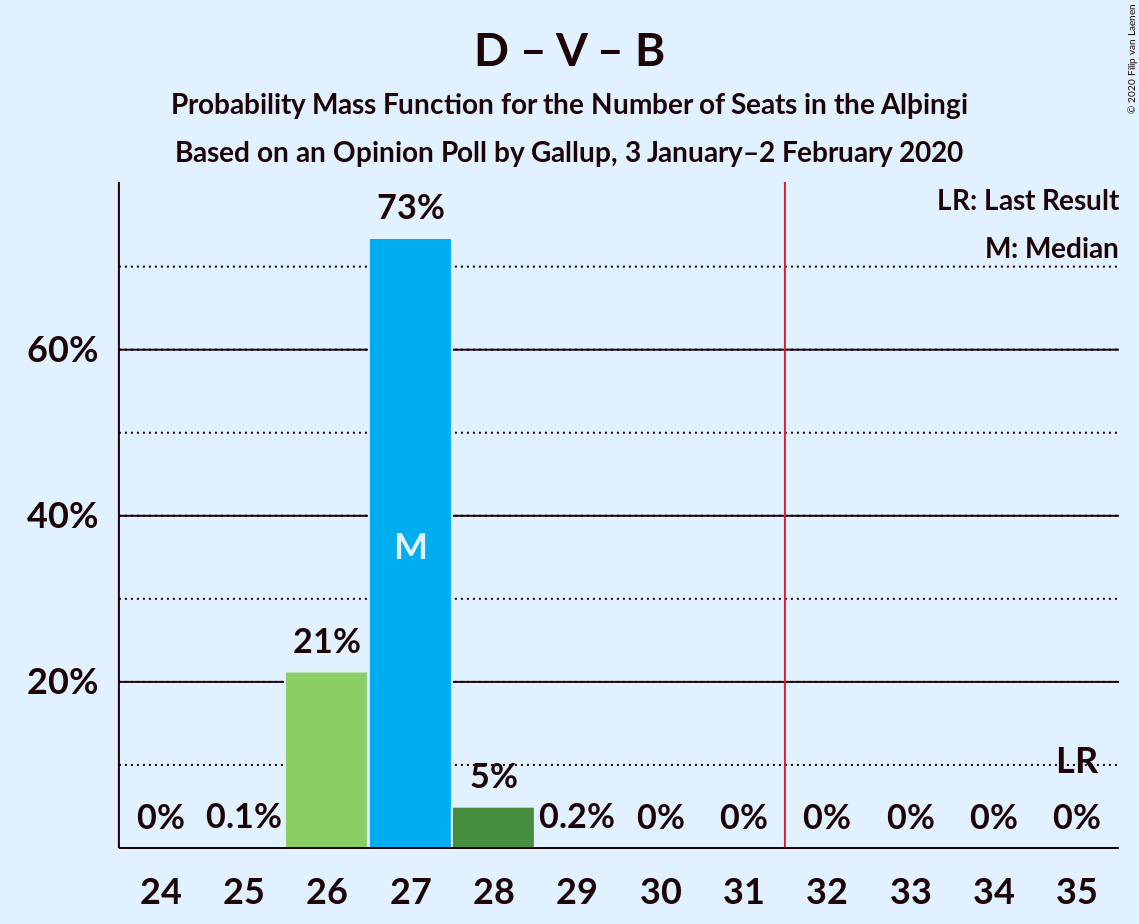 D – V – B
Probability Mass Function for the Number of Seats in the Alþingi
Based on an Opinion Poll by Gallup, 3 January–2 February 2020
© 2020 Filip van Laenen
LR: Last Result
M: Median
73%
60%
40%
M
21%
20%
LR
5%
0% 0.1% 0.2% 0% 0% 0% 0% 0% 0%
24 25 26 27 28 29 30 31 32 33 34 35